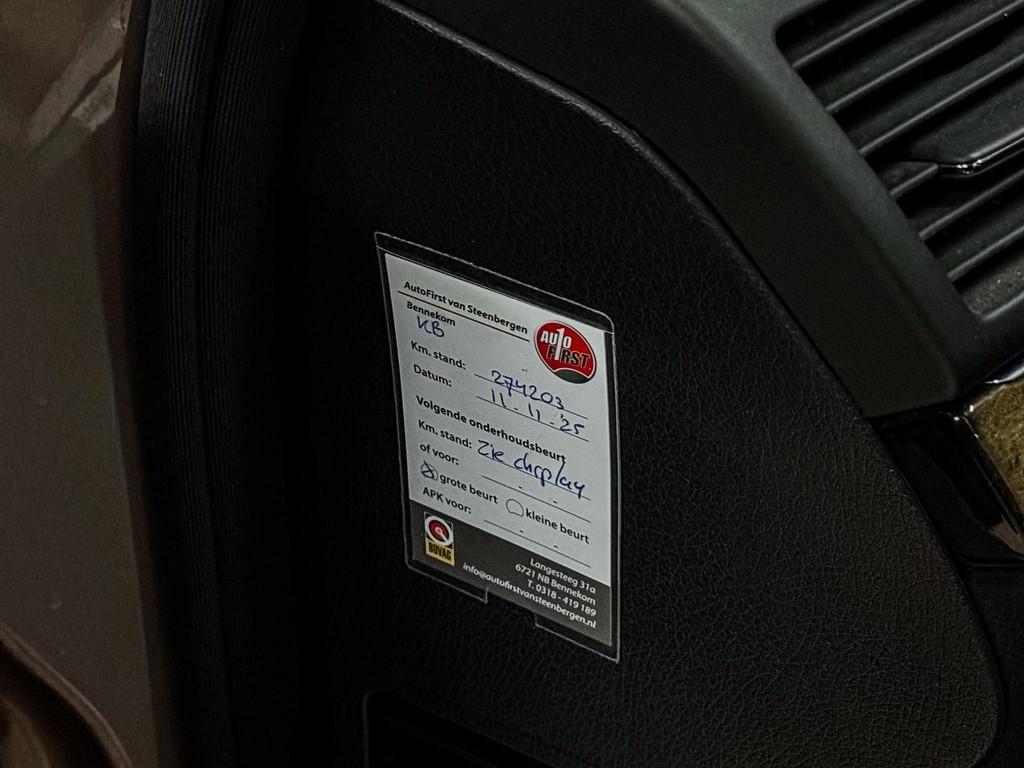 AutoFirst van Steenbergen
Bennekom
KB
AUTO
FIRST
Km. stand: 274203
Datum: 11-11-'25
Volgende onderhoudsbeurt
Km. stand: Zie display
of voor: - -
grote beurt kleine beurt
APK voor: - -
BOVAG
Langesteeg 31a
6721 NB Bennekom
T. 0318 - 419 189
info@autofirstvansteenbergen.nl